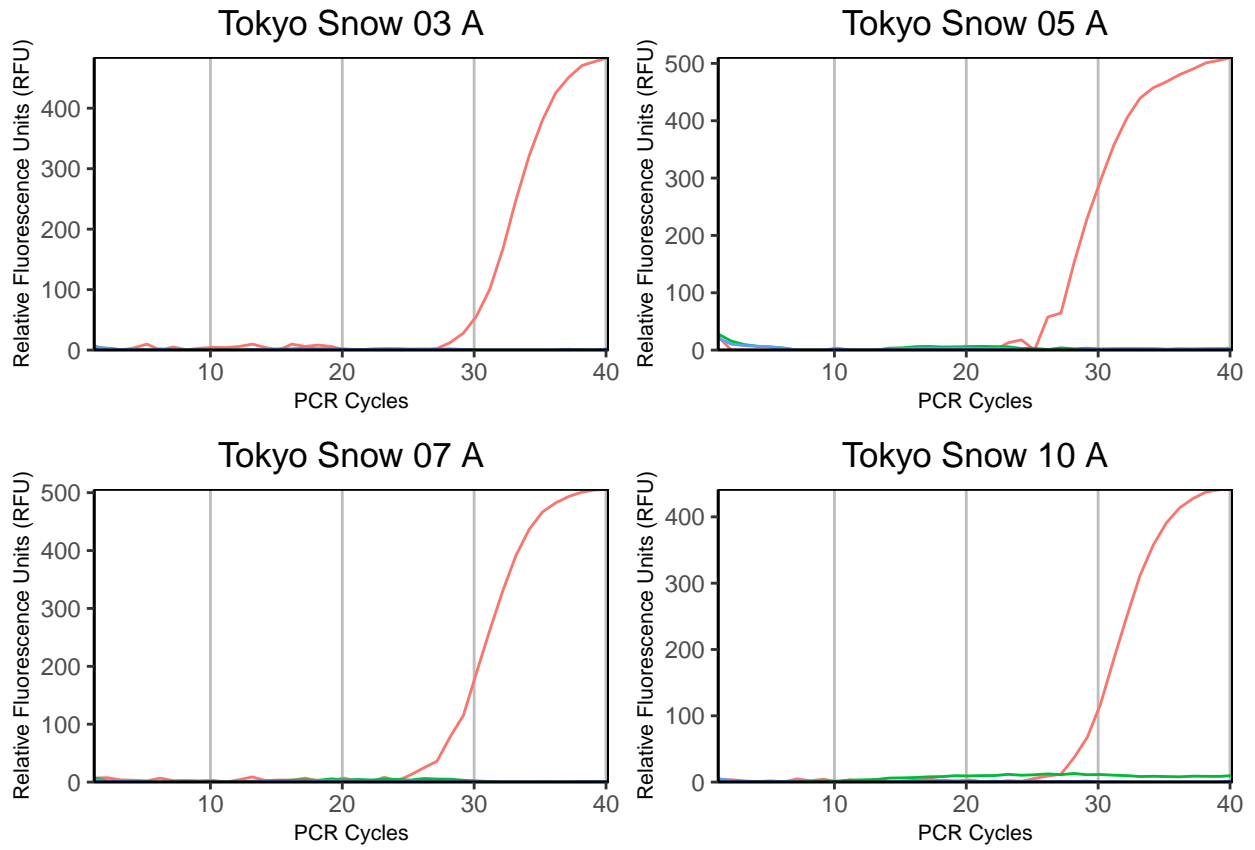 Tokyo Snow 03 A
Relative Fluorescence Units (RFU)
400
300
200
100
0
10 20 30 40
PCR Cycles
Tokyo Snow 05 A
Relative Fluorescence Units (RFU)
500
400
300
200
100
0
10 20 30 40
PCR Cycles
Tokyo Snow 07 A
Relative Fluorescence Units (RFU)
500
400
300
200
100
0
10 20 30 40
PCR Cycles
Tokyo Snow 10 A
Relative Fluorescence Units (RFU)
400
300
200
100
0
10 20 30 40
PCR Cycles